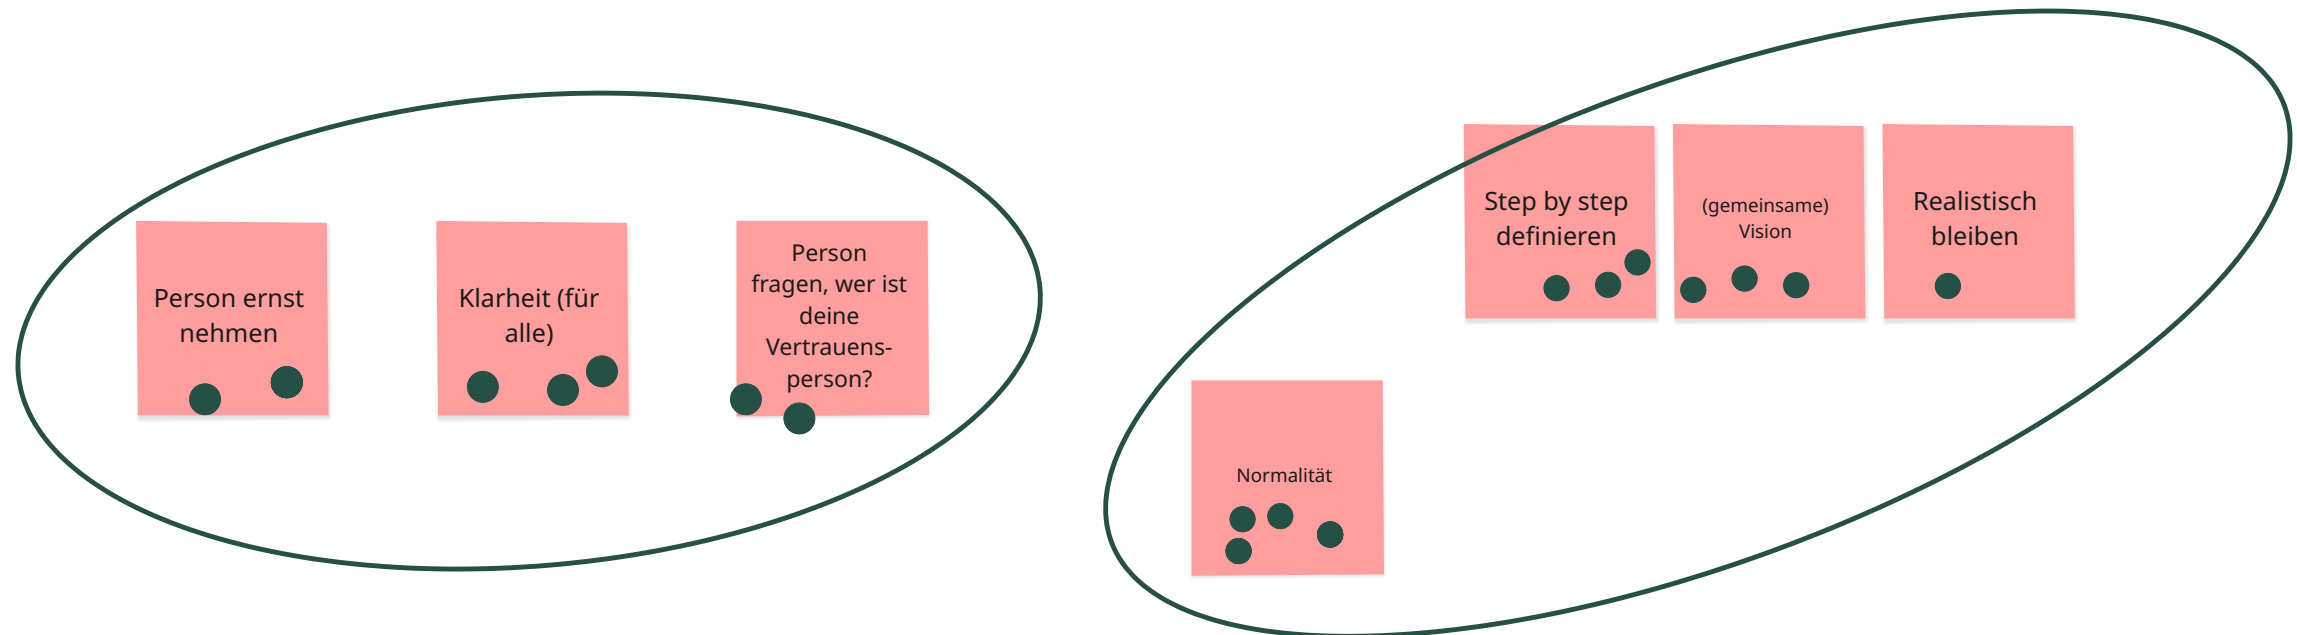 Person ernst
nehmen
Klarheit (für
alle)
Person
fragen, wer ist
deine
Vertrauens-
person?
Step by step
definieren
(gemeinsame)
Vision
Realistisch
bleiben
Normalität